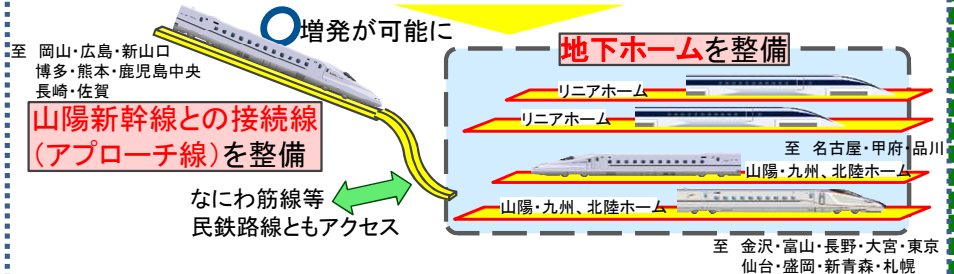 増発が可能に
至 岡山・広島・新山口
博多・熊本・鹿児島中央
長崎・佐賀
山陽新幹線との接続線
(アプローチ線)を整備
なにわ筋線等
民鉄路線ともアクセス
地下ホームを整備
リニアホーム
リニアホーム
至 名古屋・甲府・品川
山陽・九州、北陸ホーム
山陽・九州、北陸ホーム
至 金沢・富山・長野・大宮・東京
仙台・盛岡・新青森・札幌